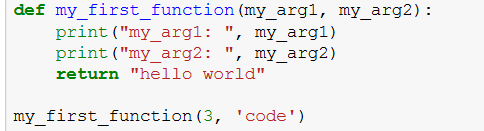 def my_first_function(my_arg1, my_arg2):
    print("my_arg1: ", my_arg1)
    print("my_arg2: ", my_arg2)
    return "hello world"
my_first_function(3, 'code')